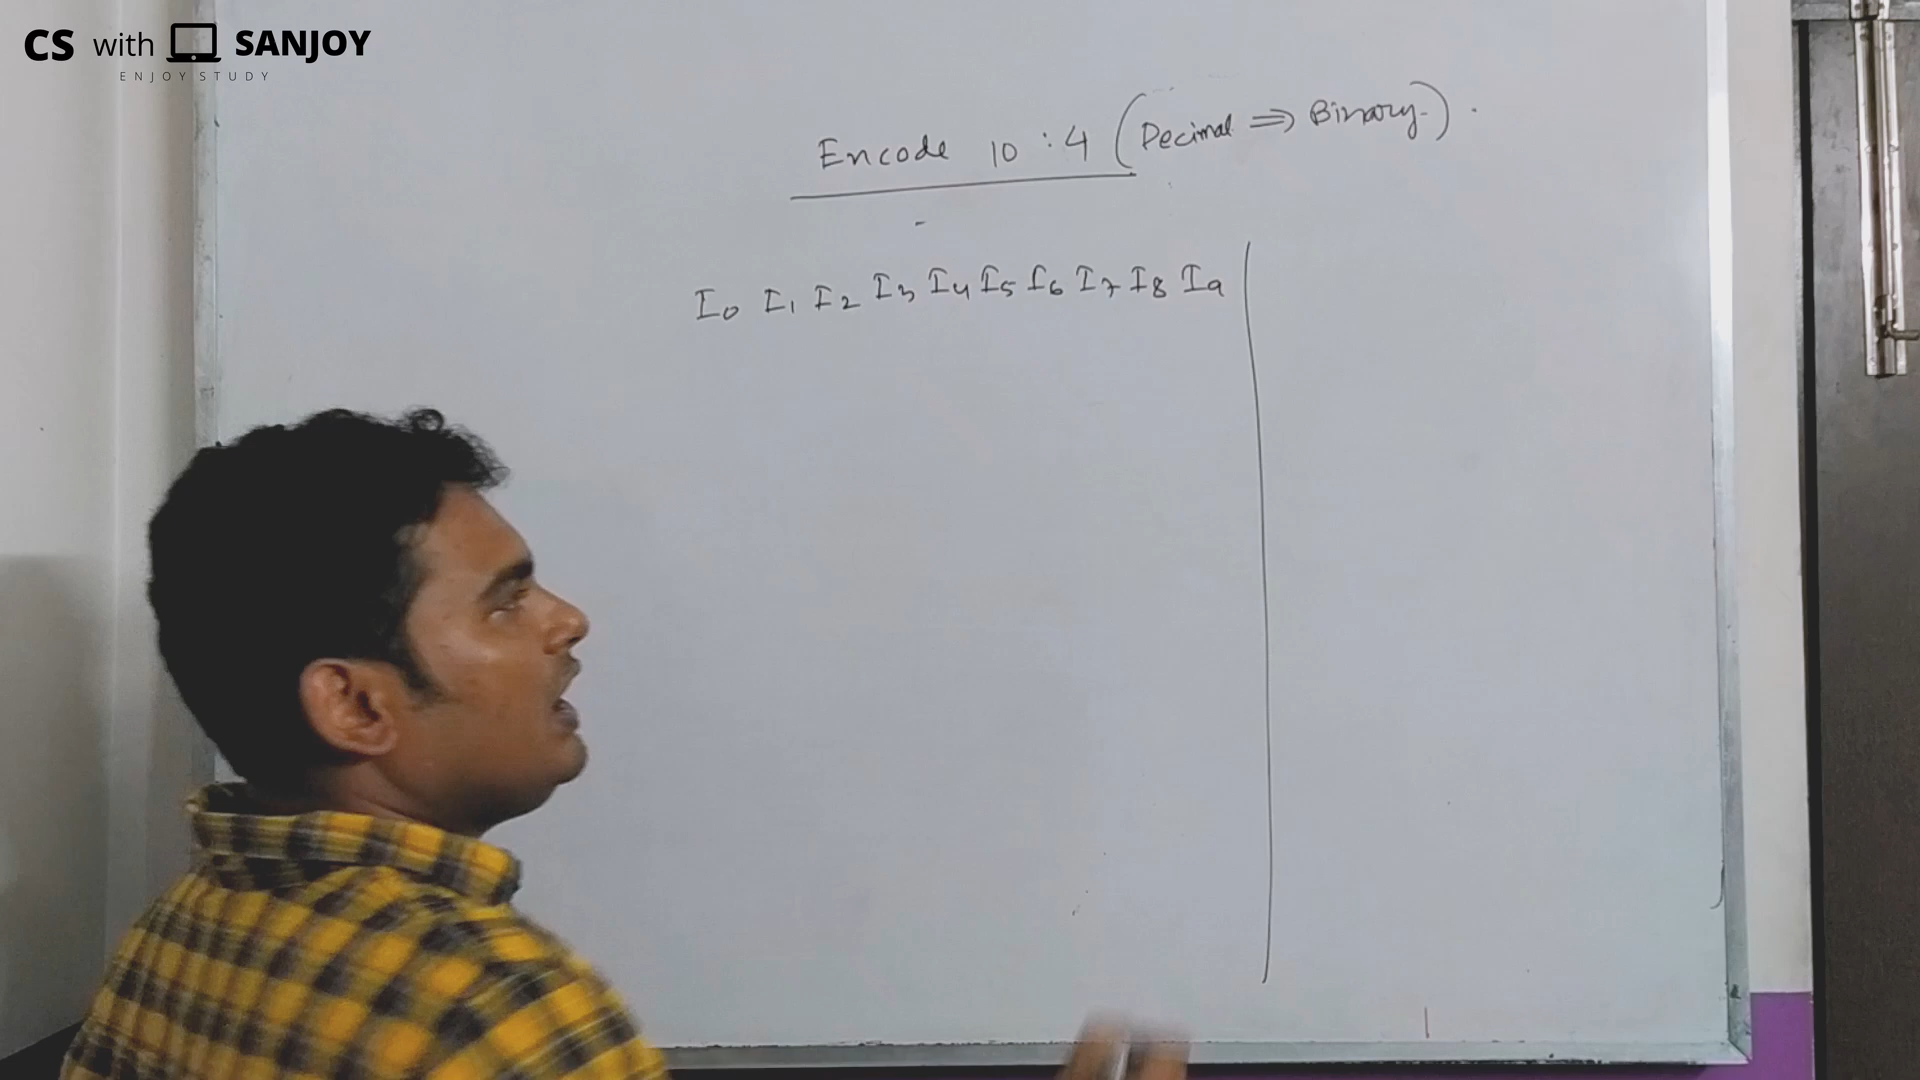 CS with SANJOY
ENJOY STUDY
Encode 10 : 4 (Decimal ⇒ Binary).
I0 I1 I2 I3 I4 I5 I6 I7 I8 I9